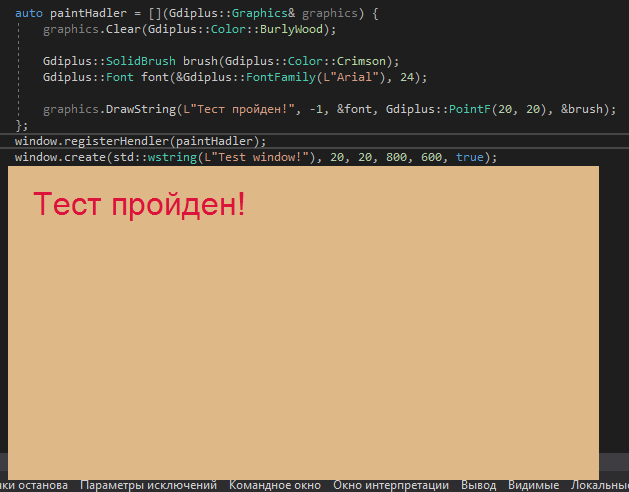 auto paintHadler = [](Gdiplus::Graphics& graphics) {
graphics.Clear(Gdiplus::Color::BurlyWood);
Gdiplus::SolidBrush brush(Gdiplus::Color::Crimson);
Gdiplus::Font font(&Gdiplus::FontFamily(L"Arial"), 24);
graphics.DrawString(L"Тест пройден!", -1, &font, Gdiplus::PointF(20, 20), &brush);
};
window.registerHendler(paintHadler);
window.create(std::wstring(L"Test window!"), 20, 20, 800, 600, true);
Тест пройден!
останова Параметры исключений Командное окно Окно интерпретации Вывод Видимые Локальные